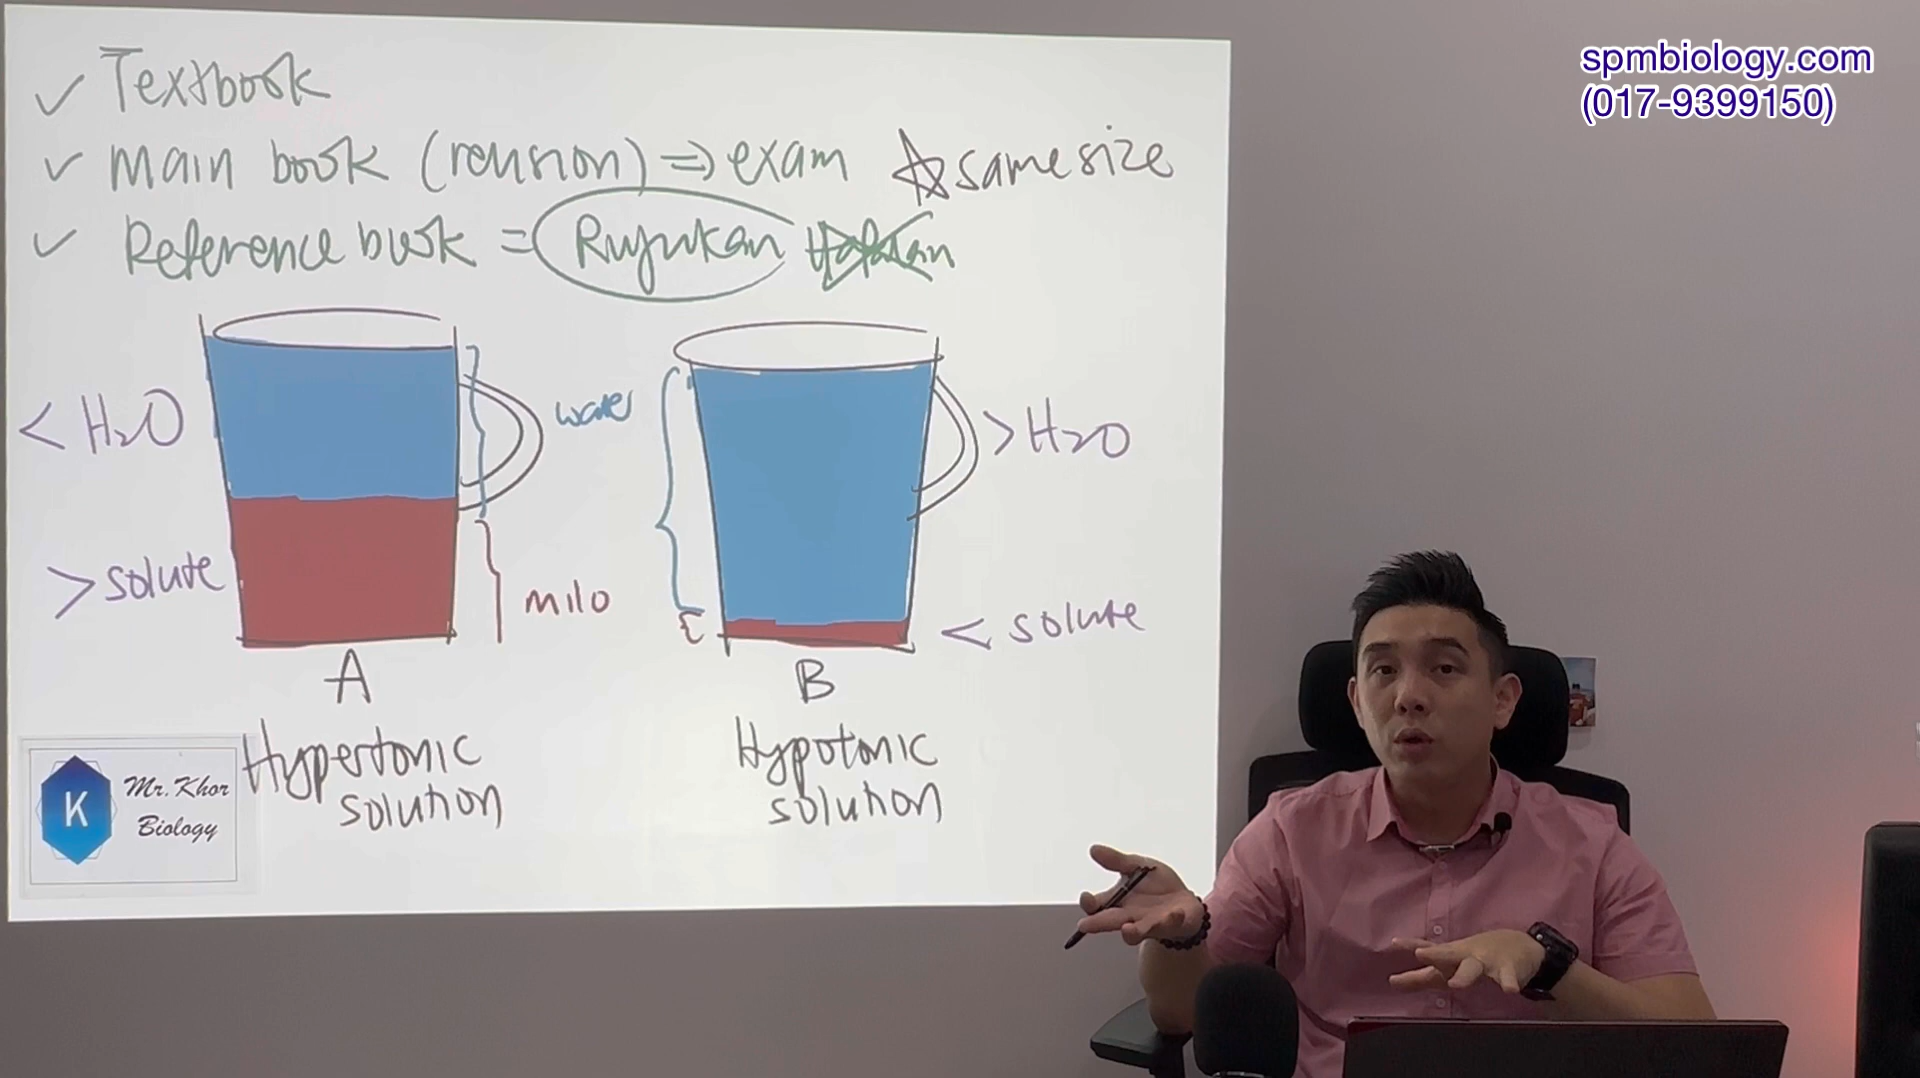 spmbiology.com
(017-9399150)
✓ Textbook
✓ Main book (revision) ⇒ exam ☆ same size
✓ Reference book = Rujukan
< H2O
water
> H2O
> solute
milo
< solute
A
B
Hypertonic
solution
Hypotonic
solution
K
Mr. Khor
Biology